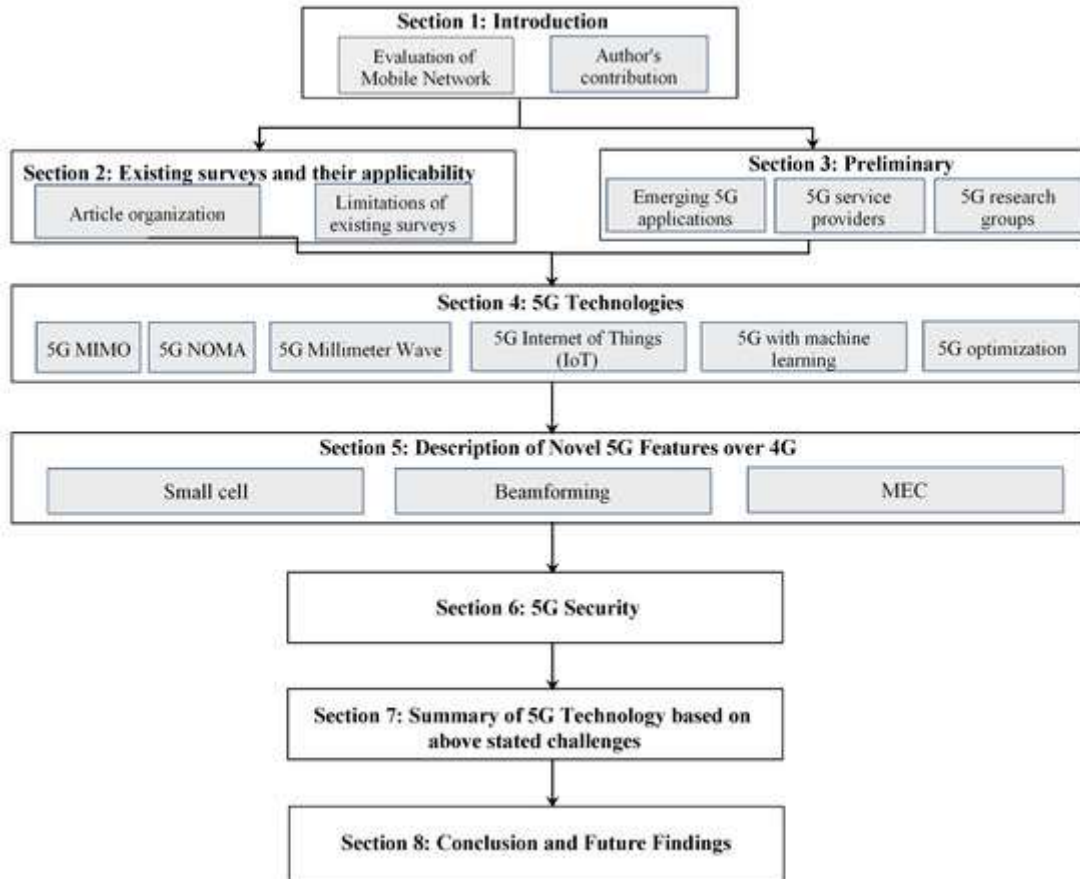 Section 1: Introduction
Evaluation of
Mobile Network
Author's
contribution
Section 2: Existing surveys and their applicability
Article organization
Limitations of
existing surveys
Section 3: Preliminary
Emerging 5G
applications
5G service
providers
5G research
groups
Section 4: 5G Technologies
5G MIMO
5G NOMA
5G Millimeter Wave
5G Internet of Things
(IoT)
5G with machine
learning
5G optimization
Section 5: Description of Novel 5G Features over 4G
Small cell
Beamforming
MEC
Section 6: 5G Security
Section 7: Summary of 5G Technology based on
above stated challenges
Section 8: Conclusion and Future Findings